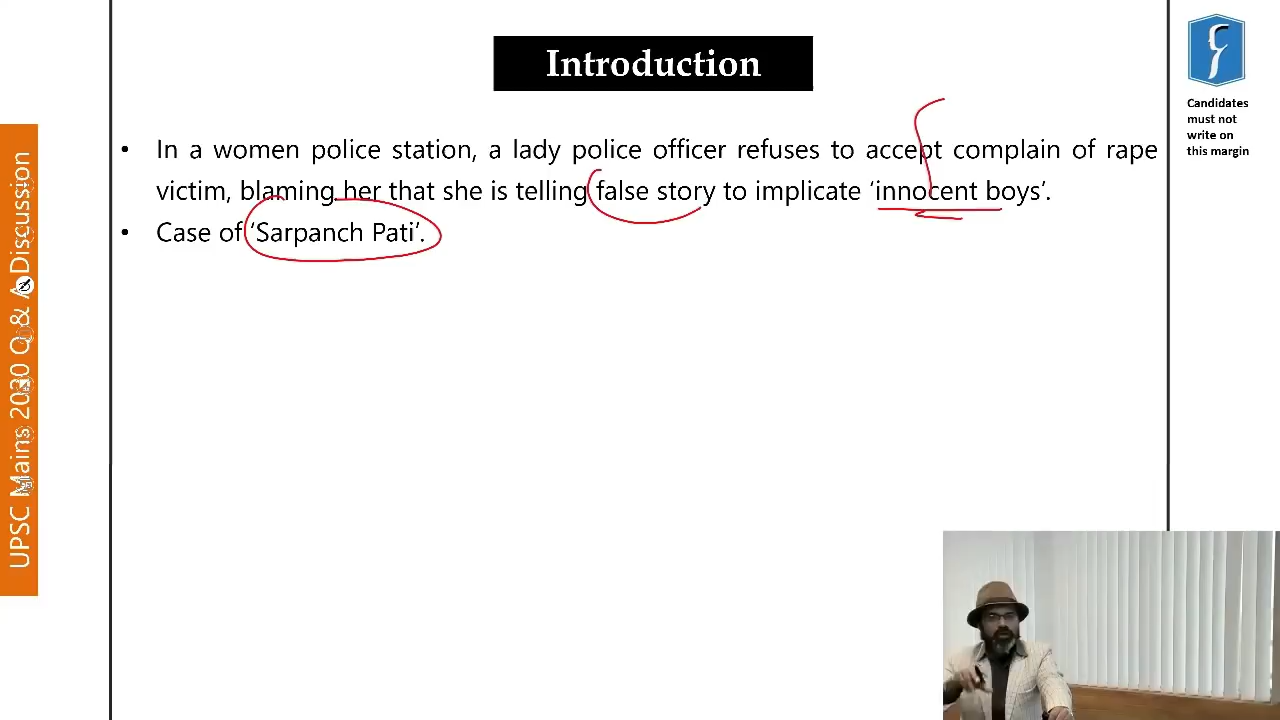 Introduction
• In a women police station, a lady police officer refuses to accept complain of rape
victim, blaming her that she is telling false story to implicate ‘innocent boys’.
• Case of ‘Sarpanch Pati’.
Candidates
must not
write on
this margin
UPSC Mains 2020 Q & A Discussion